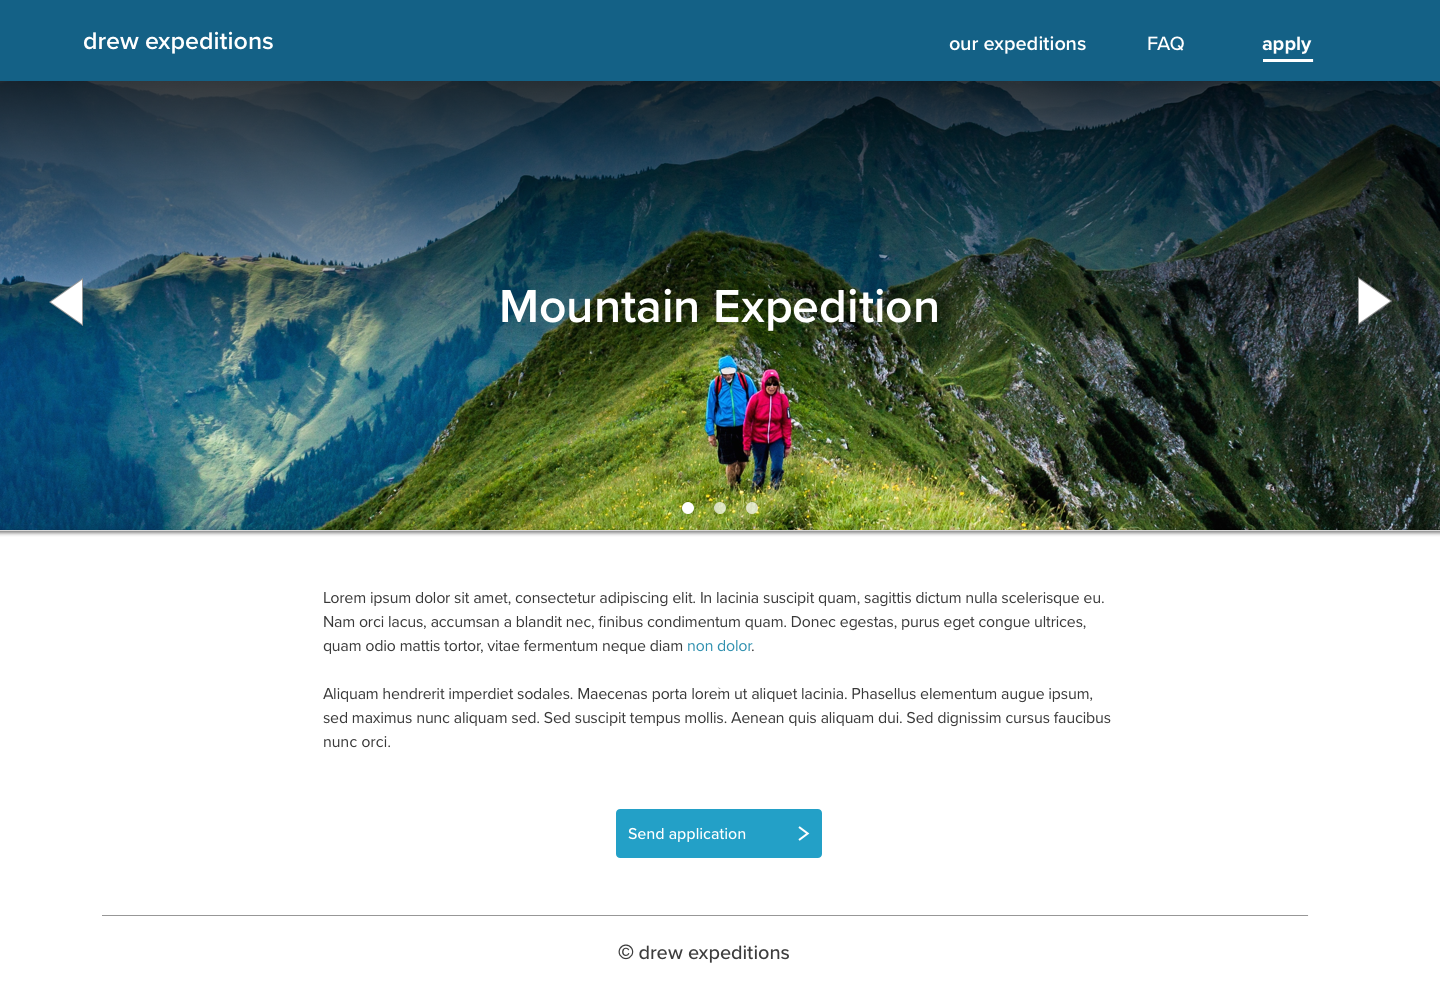 drew expeditions
our expeditions
FAQ
apply
Mountain Expedition
Lorem ipsum dolor sit amet, consectetur adipiscing elit. In lacinia suscipit quam, sagittis dictum nulla scelerisque eu.
Nam orci lacus, accumsan a blandit nec, finibus condimentum quam. Donec egestas, purus eget congue ultrices,
quam odio mattis tortor, vitae fermentum neque diam non dolor.
Aliquam hendrerit imperdiet sodales. Maecenas porta lorem ut aliquet lacinia. Phasellus elementum augue ipsum,
sed maximus nunc aliquam sed. Sed suscipit tempus mollis. Aenean quis aliquam dui. Sed dignissim cursus faucibus
nunc orci.
Send application
© drew expeditions